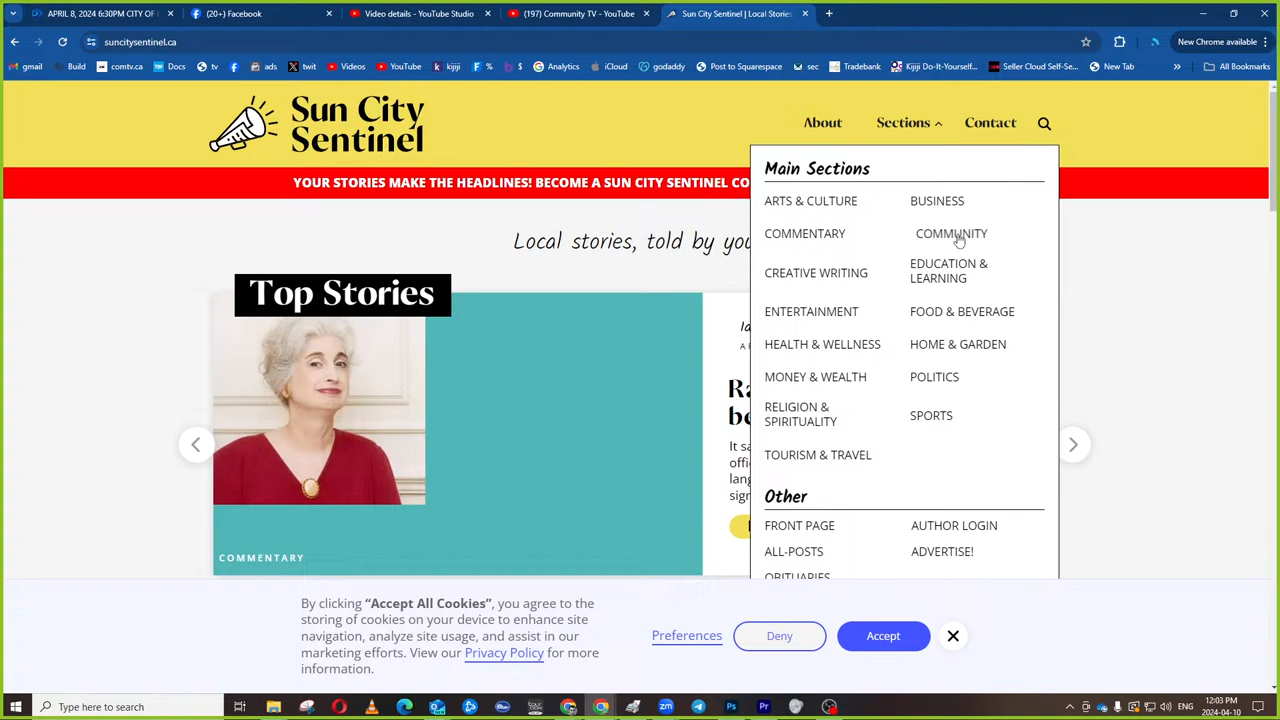 APRIL 8, 2024 6:30PM CITY OF
(20+) Facebook
Video details - YouTube Studio
(197) Community TV - YouTube
Sun City Sentinel | Local Stories,
suncitysentinel.ca
New Chrome available
gmail
Build
comtv.ca
Docs
tv
ads
twit
Videos
YouTube
kijiji
%
$
Analytics
iCloud
godaddy
Post to Squarespace
sec
Tradebank
Kijiji Do-It-Yourself...
Seller Cloud Self-Se...
New Tab
All Bookmarks
Sun City
Sentinel
About
Sections
Contact
YOUR STORIES MAKE THE HEADLINES! BECOME A SUN CITY SENTINEL CO
Local stories, told by you
Top Stories
COMMENTARY
Main Sections
ARTS & CULTURE
BUSINESS
COMMENTARY
COMMUNITY
CREATIVE WRITING
EDUCATION &
LEARNING
ENTERTAINMENT
FOOD & BEVERAGE
HEALTH & WELLNESS
HOME & GARDEN
MONEY & WEALTH
POLITICS
RELIGION &
SPIRITUALITY
SPORTS
TOURISM & TRAVEL
Other
FRONT PAGE
AUTHOR LOGIN
ALL-POSTS
ADVERTISE!
OBITUARIES
It sa
By clicking “Accept All Cookies”, you agree to the
storing of cookies on your device to enhance site
navigation, analyze site usage, and assist in our
marketing efforts. View our Privacy Policy for more
information.
Preferences
Deny
Accept
Type here to search
ENG
12:03 PM
2024-04-10